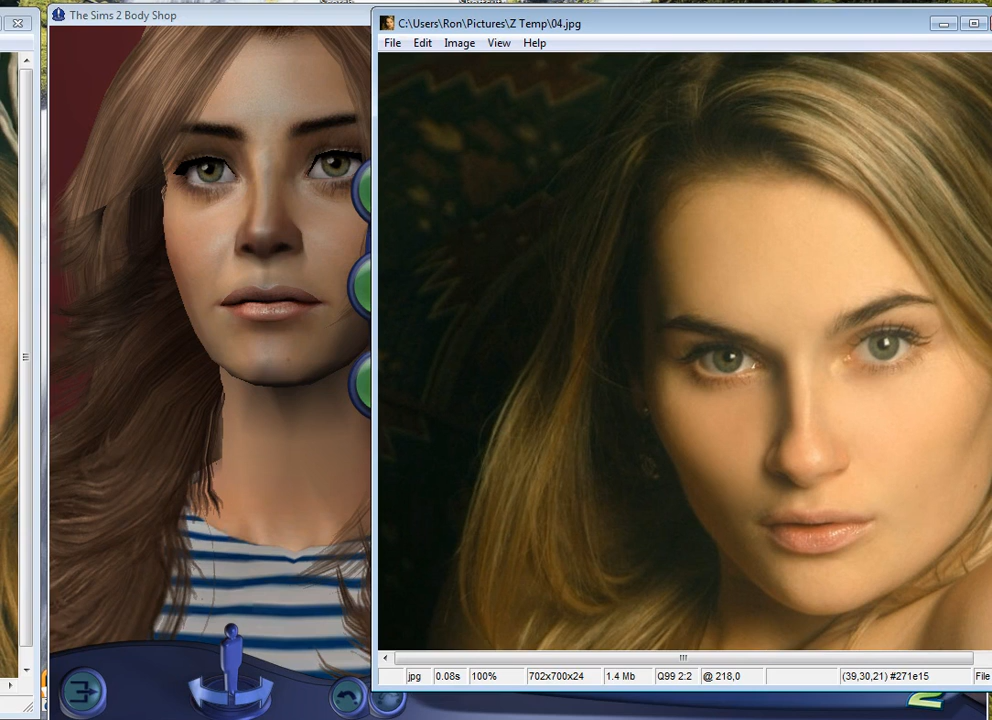 The Sims 2 Body Shop
C:\Users\Ron\Pictures\Z Temp\04.jpg
File Edit Image View Help
jpg 0.08s 100% 702x700x24 1.4 Mb Q99 2:2 @ 218,0 (39,30,21) #271e15 File
2